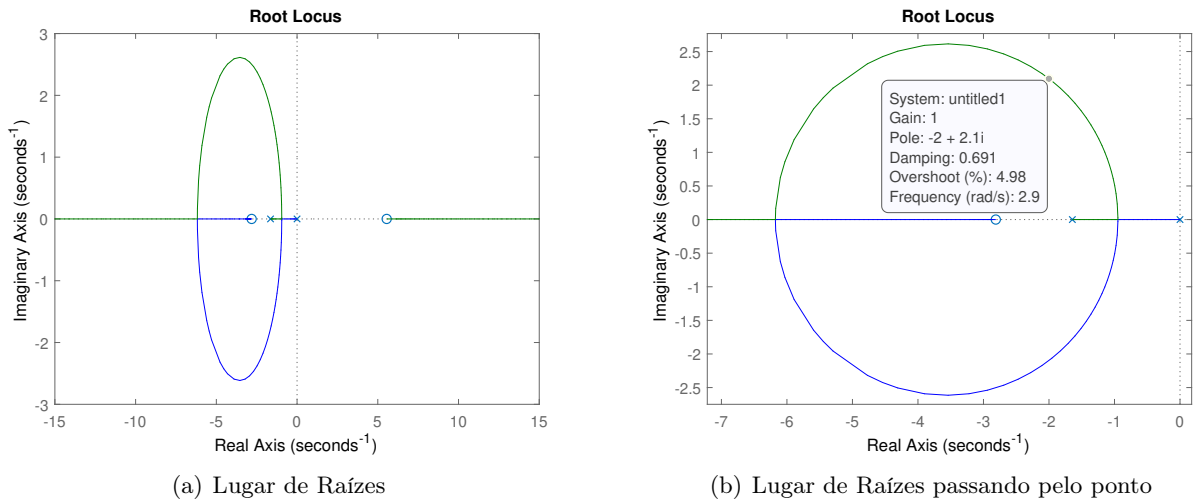 Root Locus
3
2
1
0
-1
-2
-3
-15
-10
-5
0
5
10
15
Imaginary Axis (seconds⁻¹)
Real Axis (seconds⁻¹)
(a) Lugar de Raízes
Root Locus
2.5
2
1.5
1
0.5
0
-0.5
-1
-1.5
-2
-2.5
-7
-6
-5
-4
-3
-2
-1
0
Imaginary Axis (seconds⁻¹)
Real Axis (seconds⁻¹)
System: untitled1
Gain: 1
Pole: -2 + 2.1i
Damping: 0.691
Overshoot (%): 4.98
Frequency (rad/s): 2.9
(b) Lugar de Raízes passando pelo ponto